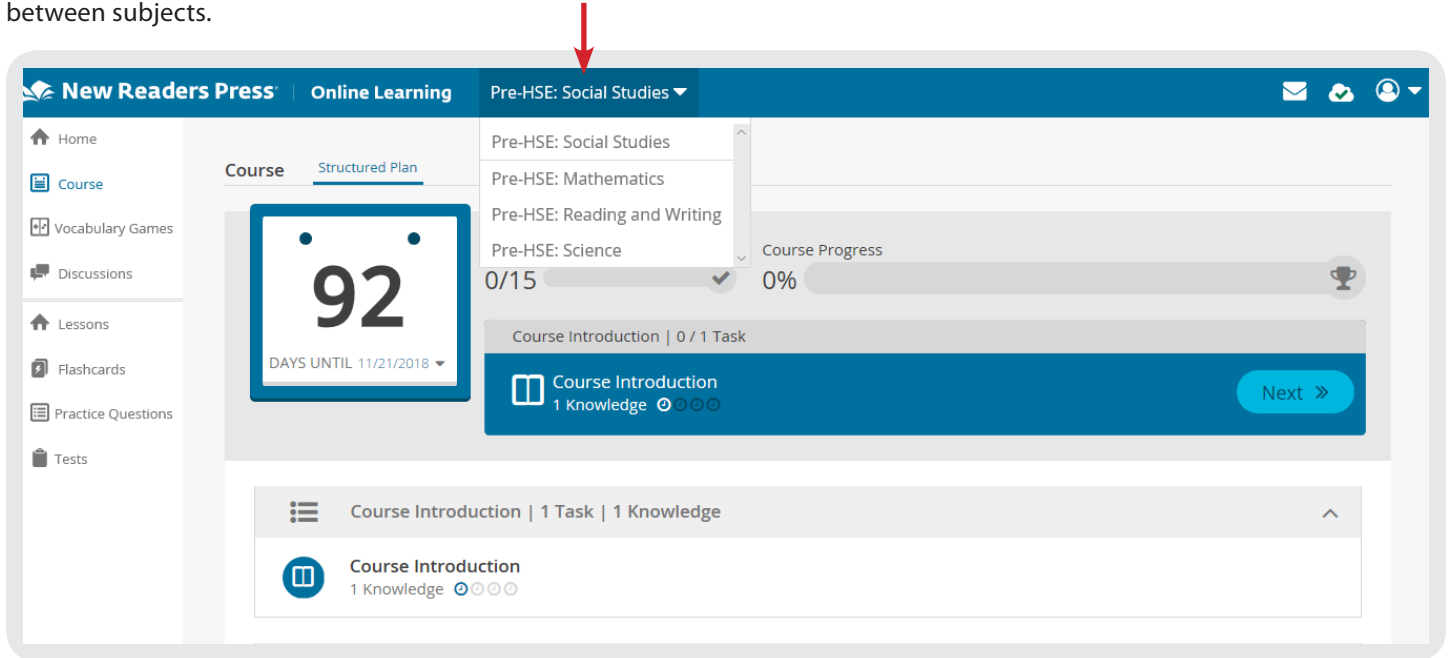 between subjects.
New Readers Press® | Online Learning Pre-HSE: Social Studies
Home
Course
Vocabulary Games
Discussions
Lessons
Flashcards
Practice Questions
Tests
Pre-HSE: Social Studies
Pre-HSE: Mathematics
Pre-HSE: Reading and Writing
Pre-HSE: Science
Course Structured Plan
92
DAYS UNTIL 11/21/2018
0/15
Course Progress
0%
Course Introduction | 0 / 1 Task
Course Introduction
1 Knowledge
Next »
Course Introduction | 1 Task | 1 Knowledge
Course Introduction
1 Knowledge